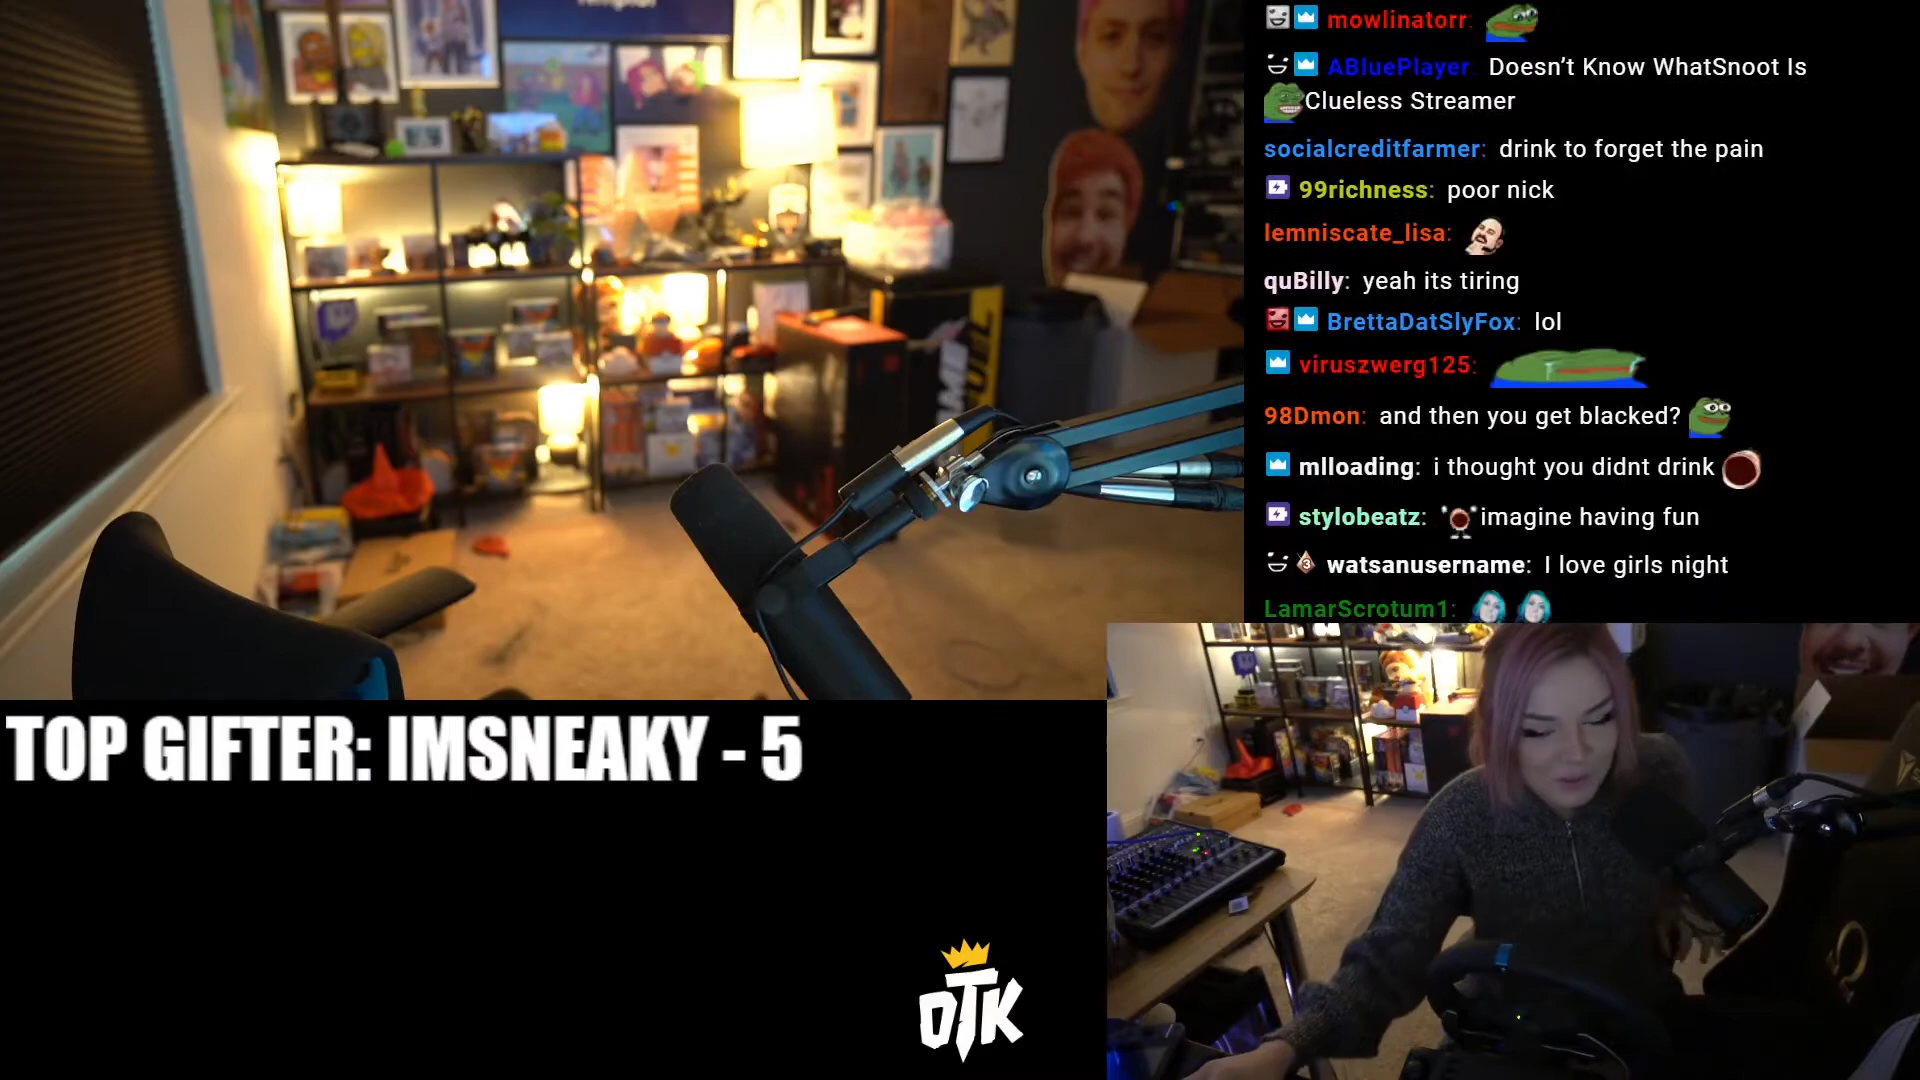 mowlinatorr:
ABluePlayer: Doesn’t Know WhatSnoot Is
Clueless Streamer
socialcreditfarmer: drink to forget the pain
99richness: poor nick
lemniscate_lisa:
quBilly: yeah its tiring
BrettaDatSlyFox: lol
viruszwerg125:
98Dmon: and then you get blacked?
mlloading: i thought you didnt drink
stylobeatz: imagine having fun
watsanusername: I love girls night
LamarScrotum1:
TOP GIFTER: IMSNEAKY - 5
OTK